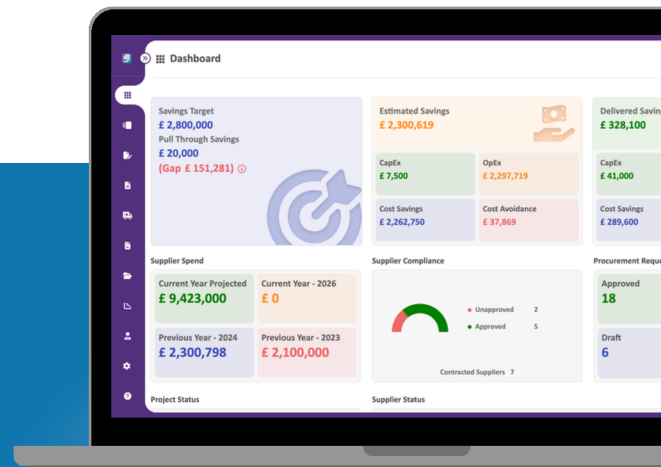 Dashboard
Savings Target
£ 2,800,000
Pull Through Savings
£ 20,000
(Gap £ 151,281)
Estimated Savings
£ 2,300,619
CapEx
£ 7,500
OpEx
£ 2,297,719
Cost Savings
£ 2,262,750
Cost Avoidance
£ 37,869
Delivered Savin
£ 328,100
CapEx
£ 41,000
Cost Savings
£ 289,600
Supplier Spend
Current Year Projected
£ 9,423,000
Current Year - 2026
£ 0
Previous Year - 2024
£ 2,300,798
Previous Year - 2023
£ 2,100,000
Supplier Compliance
Unapproved 2
Approved 5
Contracted Suppliers 7
Procurement Reque
Approved
18
Draft
6
Project Status
Supplier Status